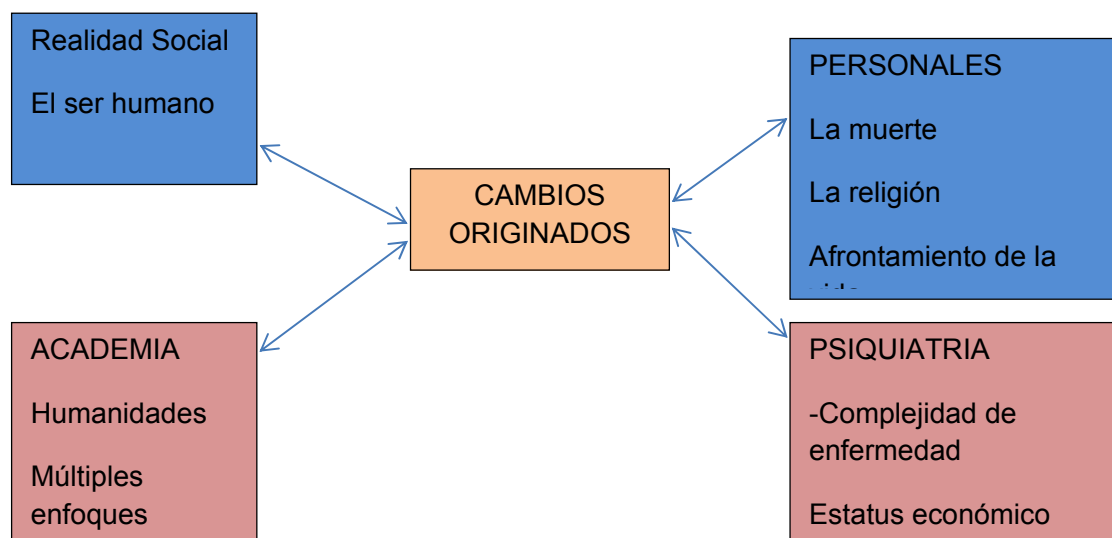 Realidad Social
El ser humano
PERSONALES
La muerte
La religión
Afrontamiento de la
CAMBIOS
ORIGINADOS
ACADEMIA
Humanidades
Múltiples
enfoques
PSIQUIATRIA
-Complejidad de
enfermedad
Estatus económico